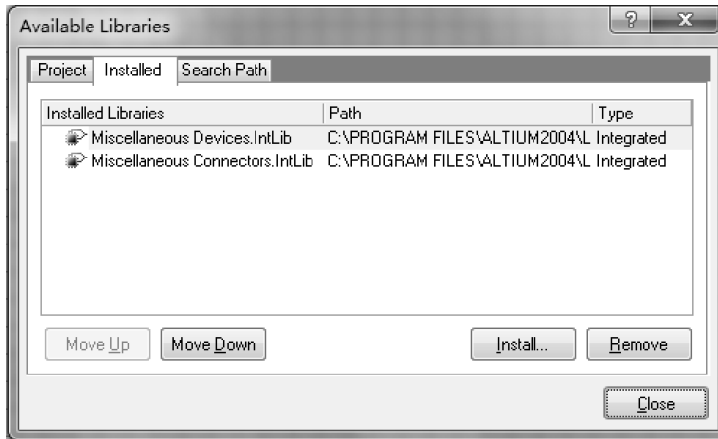 Available Libraries
Project Installed Search Path
Installed Libraries Path Type
Miscellaneous Devices.IntLib C:\PROGRAM FILES\ALTIUM2004\L Integrated
Miscellaneous Connectors.IntLib C:\PROGRAM FILES\ALTIUM2004\L Integrated
Move Up Move Down Install... Remove
Close